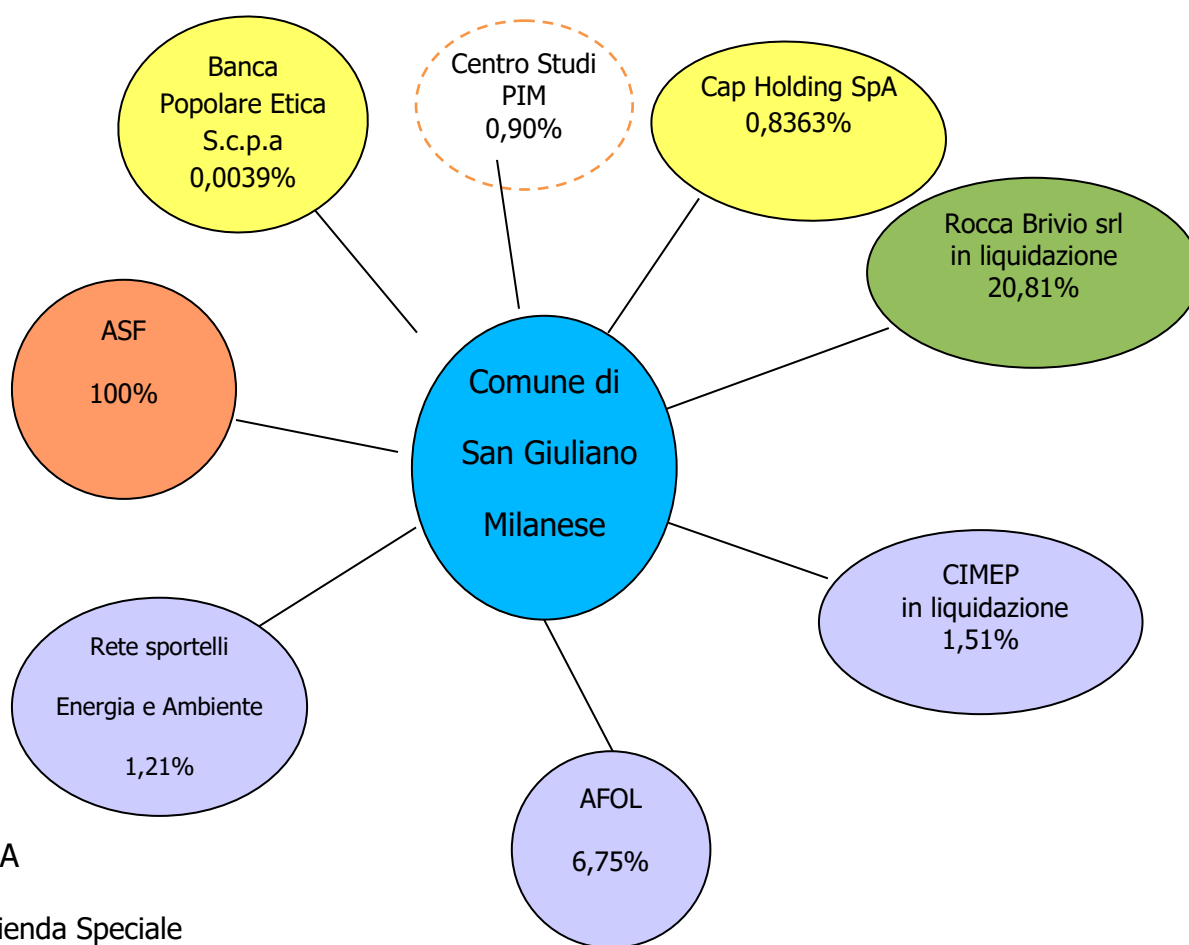 Banca
Popolare Etica
S.c.p.a
0,0039%
Centro Studi
PIM
0,90%
Cap Holding SpA
0,8363%
Rocca Brivio srl
in liquidazione
20,81%
ASF
100%
Comune di
San Giuliano
Milanese
CIMEP
in liquidazione
1,51%
Rete sportelli
Energia e Ambiente
1,21%
AFOL
6,75%
A
ienda Speciale